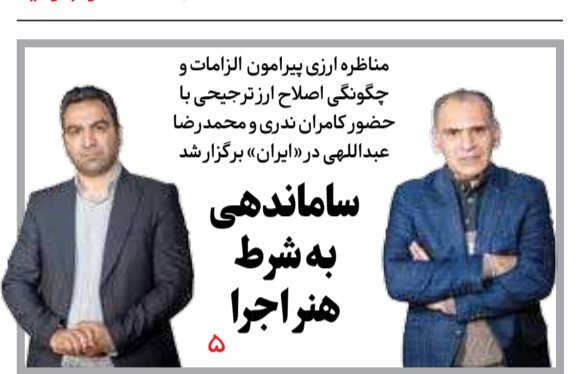 مناظره ارزی پیرامون الزامات و
چگونگی اصلاح ارز ترجیحی با
حضور کامران ندری و محمدرضا
عبداللهی در «ایران» برگزار شد
ساماندهی
به شرط
هنر اجرا
۵